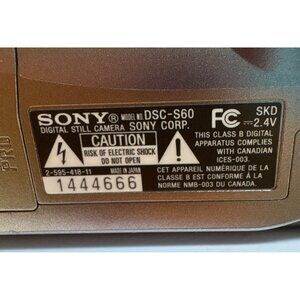 SONY® MODEL NO DSC-S60
DIGITAL STILL CAMERA SONY CORP.
CAUTION
RISK OF ELECTRIC SHOCK
DO NOT OPEN
2-595-418-11 MADE IN JAPAN
1444666
FC SKD
2.4V
THIS CLASS B DIGITAL
APPARATUS COMPLIES
WITH CANADIAN
ICES-003.
CET APPAREIL NUMÉRIQUE DE LA
CLASSE B EST CONFORME À LA
NORME NMB-003 DU CANADA.
PRO